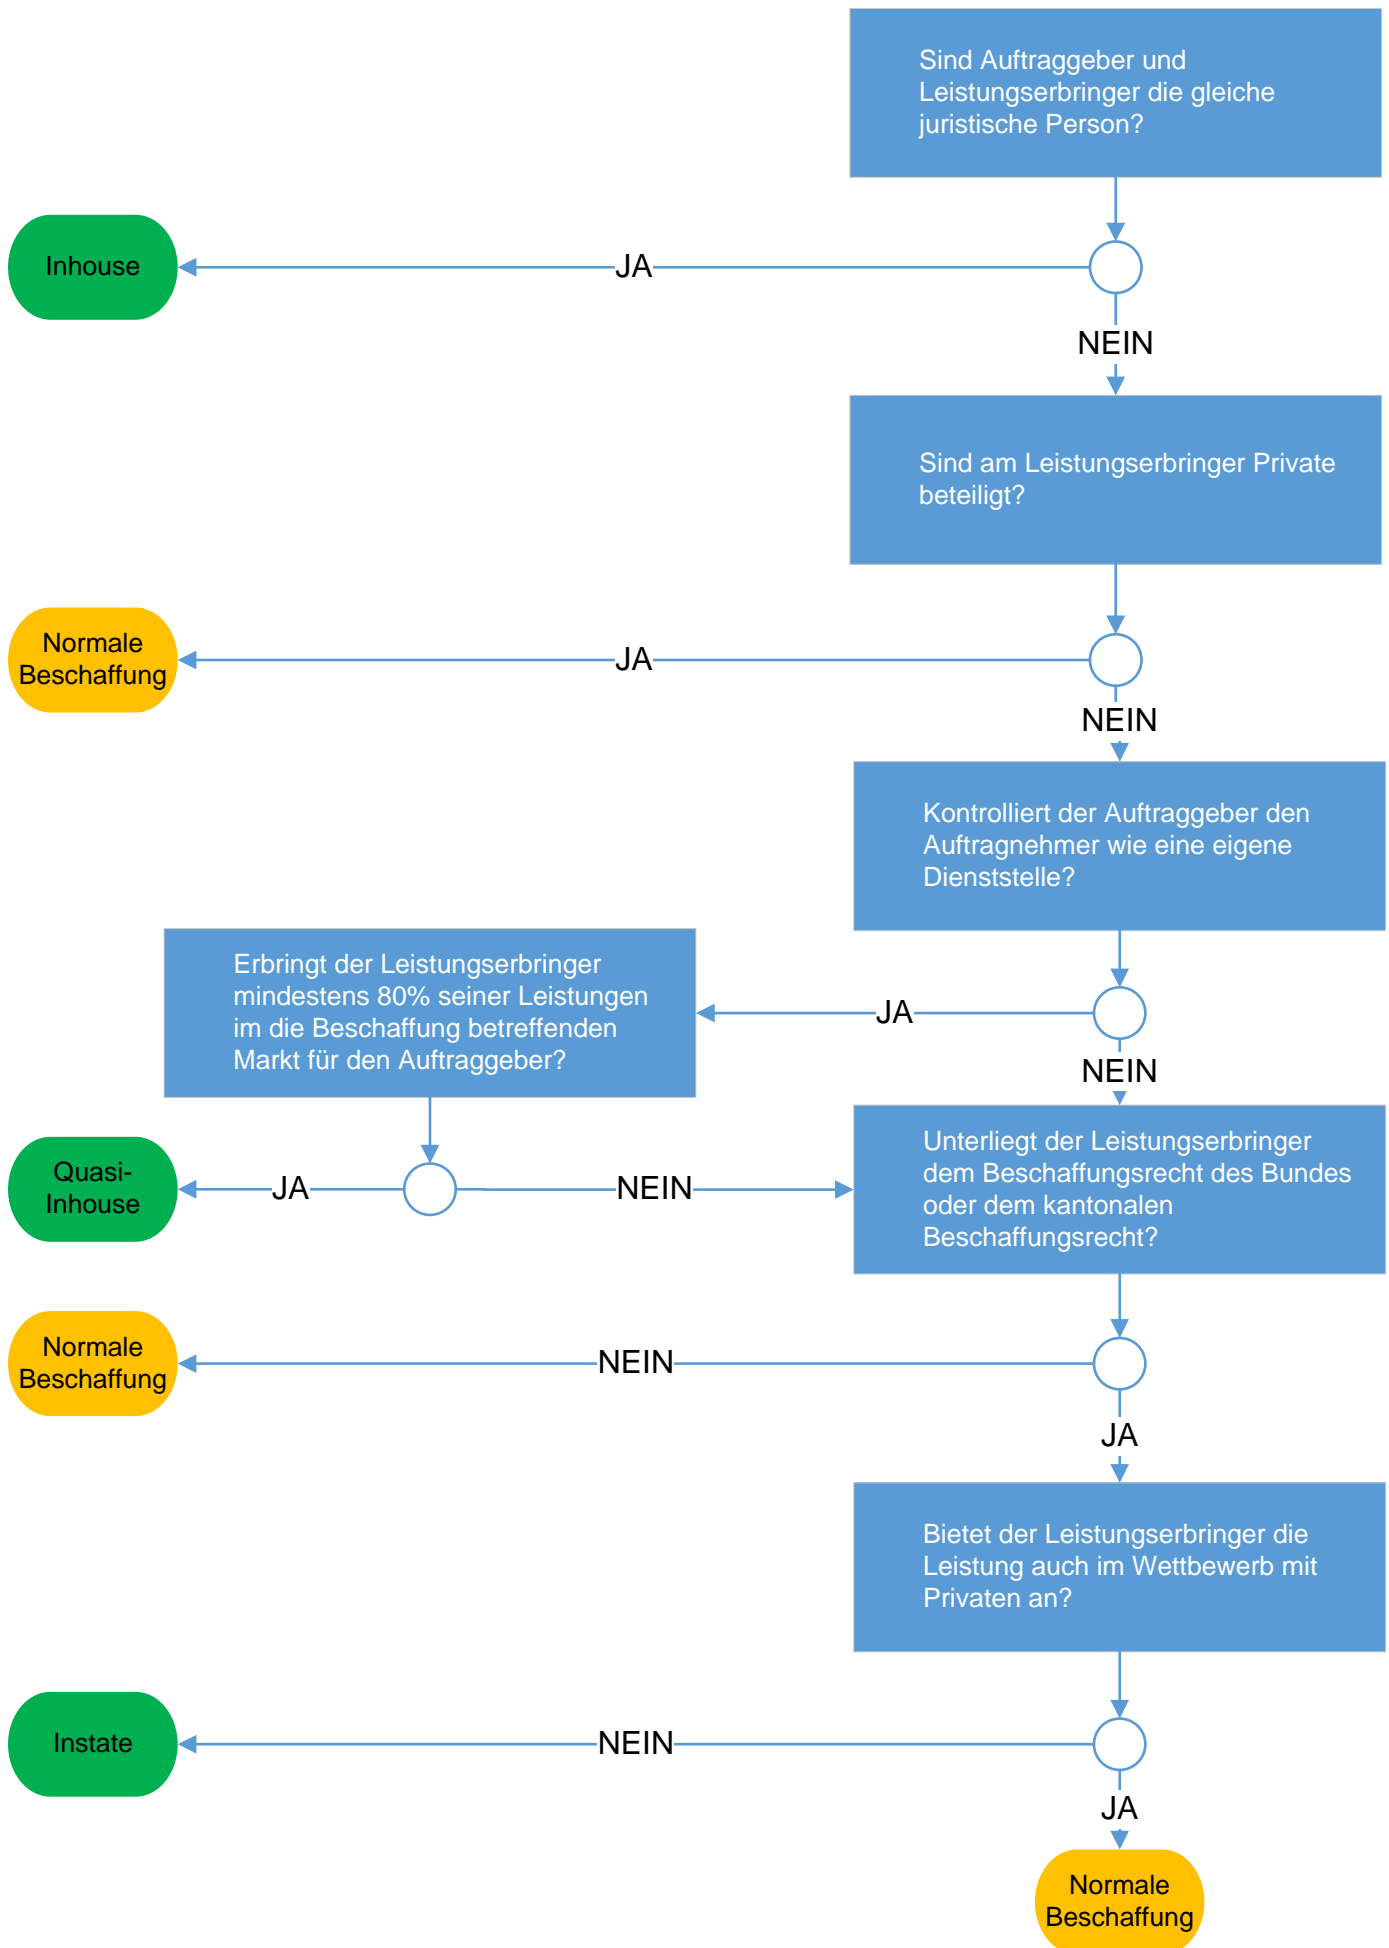 Sind Auftraggeber und
Leistungserbringer die gleiche
juristische Person?
Inhouse
JA
NEIN
Sind am Leistungserbringer Private
beteiligt?
Normale
Beschaffung
JA
NEIN
Kontrolliert der Auftraggeber den
Auftragnehmer wie eine eigene
Dienststelle?
Erbringt der Leistungserbringer
mindestens 80% seiner Leistungen
im die Beschaffung betreffenden
Markt für den Auftraggeber?
JA
NEIN
Quasi-
Inhouse
JA
NEIN
Unterliegt der Leistungserbringer
dem Beschaffungsrecht des Bundes
oder dem kantonalen
Beschaffungsrecht?
Normale
Beschaffung
NEIN
JA
Bietet der Leistungserbringer die
Leistung auch im Wettbewerb mit
Privaten an?
Instate
NEIN
JA
Normale
Beschaffung